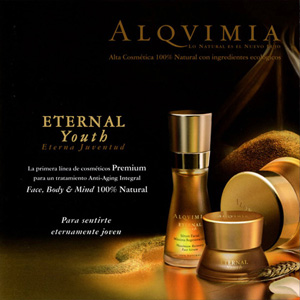 ALQVIMIA
LO NATURAL ES EL NUEVO LUJO
Alta Cosmética 100% Natural con ingredientes ecológicos
ETERNAL
Youth
Eterna Juventud
La primera línea de cosméticos Premium
para un tratamiento Anti-Aging Integral
Face, Body & Mind 100% Natural
Para sentirte
eternamente joven
ALQVIMIA
ETERNAL